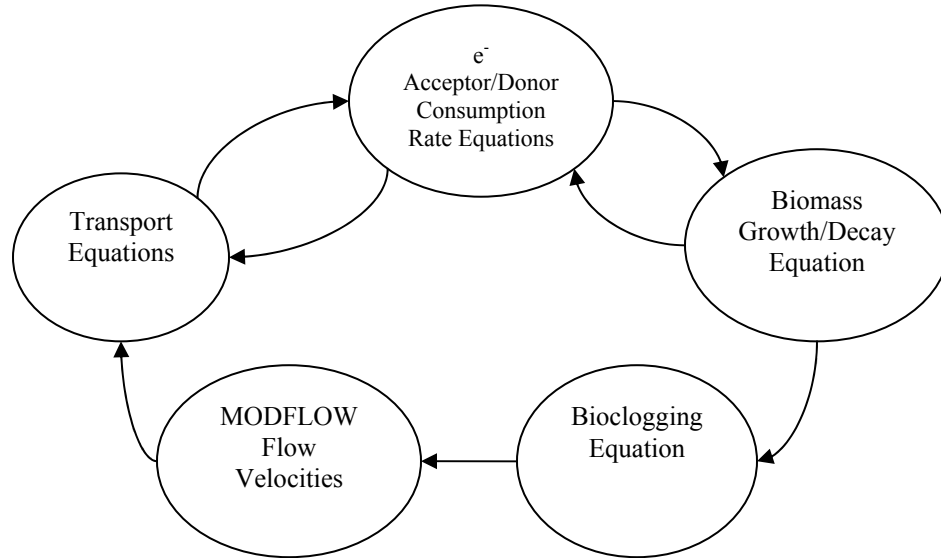 e-
Acceptor/Donor
Consumption
Rate Equations
Transport
Equations
Biomass
Growth/Decay
Equation
MODFLOW
Flow
Velocities
Bioclogging
Equation